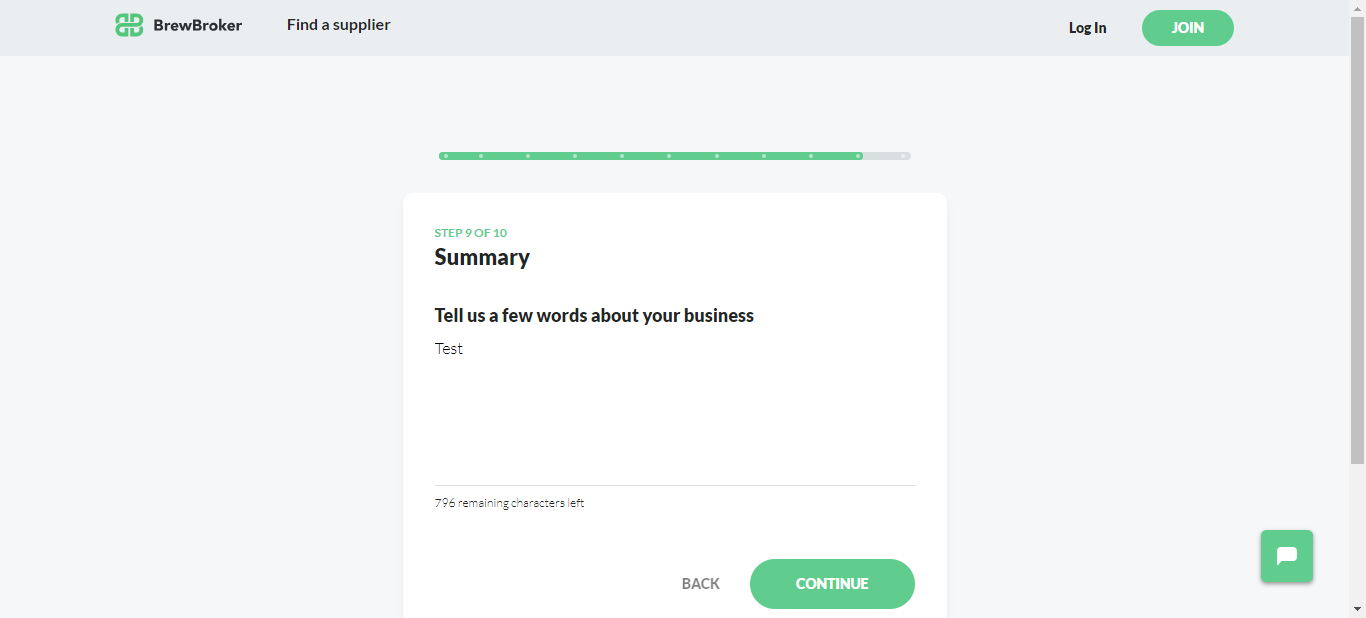 BrewBroker
Find a supplier
Log In
JOIN
STEP 9 OF 10
Summary
Tell us a few words about your business
Test
796 remaining characters left
BACK
CONTINUE